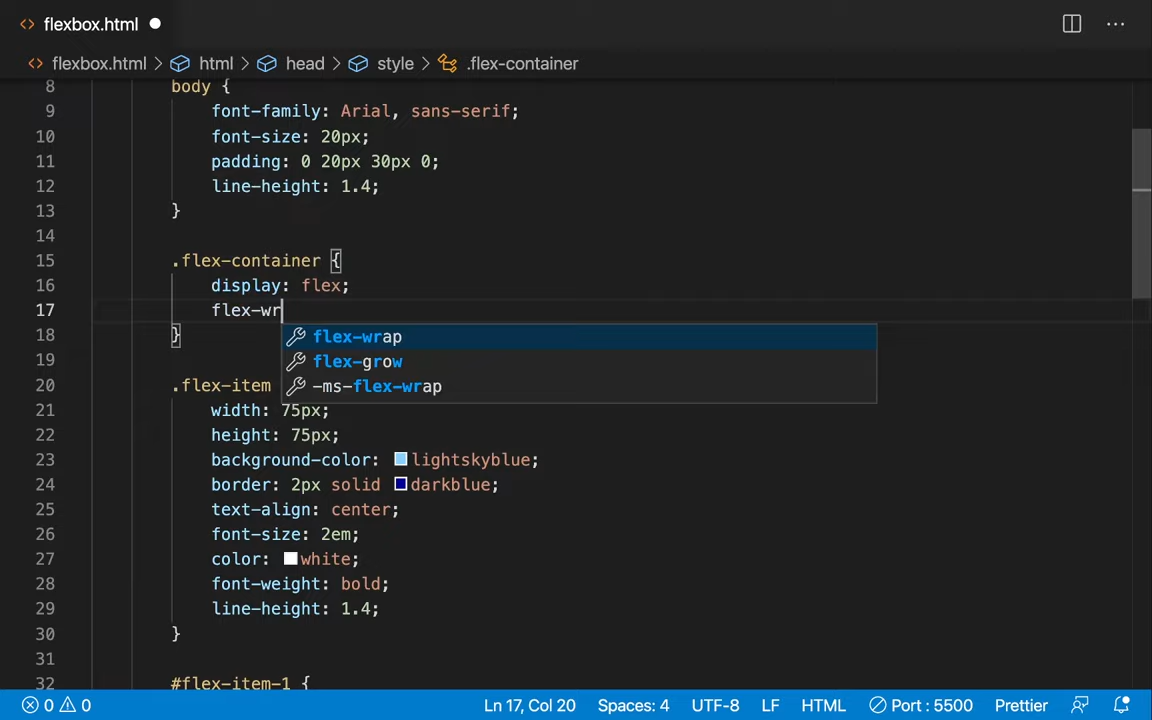 flexbox.html
flexbox.html > html > head > style > .flex-container
8 body {
9 font-family: Arial, sans-serif;
10 font-size: 20px;
11 padding: 0 20px 30px 0;
12 line-height: 1.4;
13 }
14
15 .flex-container {
16 display: flex;
17 flex-wr
flex-wrap
18 }
19 flex-grow
-ms-flex-wrap
20 .flex-item
21 width: 75px;
22 height: 75px;
23 background-color: lightskyblue;
24 border: 2px solid darkblue;
25 text-align: center;
26 font-size: 2em;
27 color: white;
28 font-weight: bold;
29 line-height: 1.4;
30 }
31
32 #flex-item-1 {
0 0 Ln 17, Col 20 Spaces: 4 UTF-8 LF HTML Port : 5500 Prettier